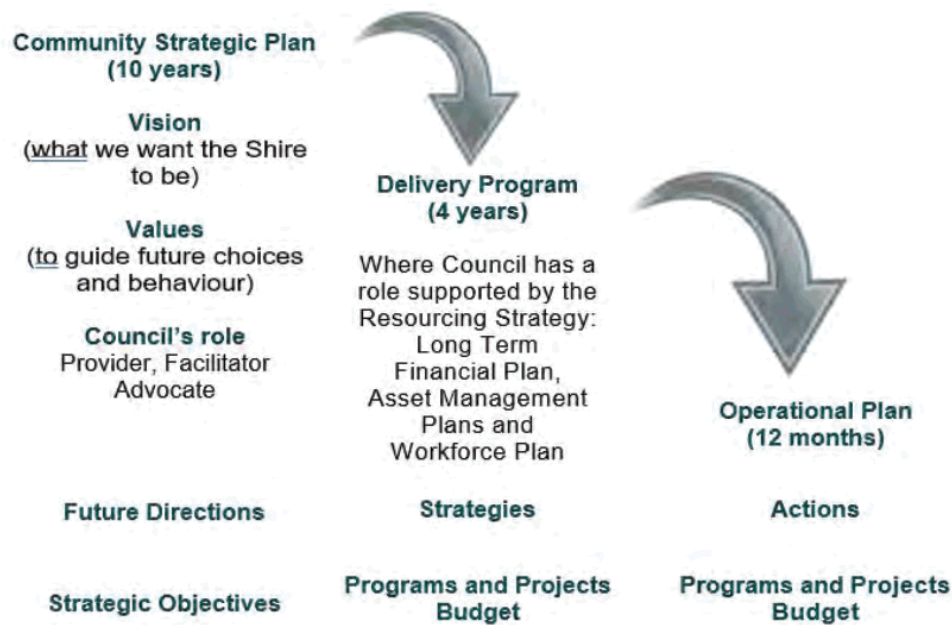 Community Strategic Plan
(10 years)
Vision
(what we want the Shire
to be)
Values
(to guide future choices
and behaviour)
Council's role
Provider, Facilitator
Advocate
Future Directions
Strategic Objectives
Delivery Program
(4 years)
Where Council has a
role supported by the
Resourcing Strategy:
Long Term
Financial Plan,
Asset Management
Plans and
Workforce Plan
Strategies
Programs and Projects
Budget
Operational Plan
(12 months)
Actions
Programs and Projects
Budget